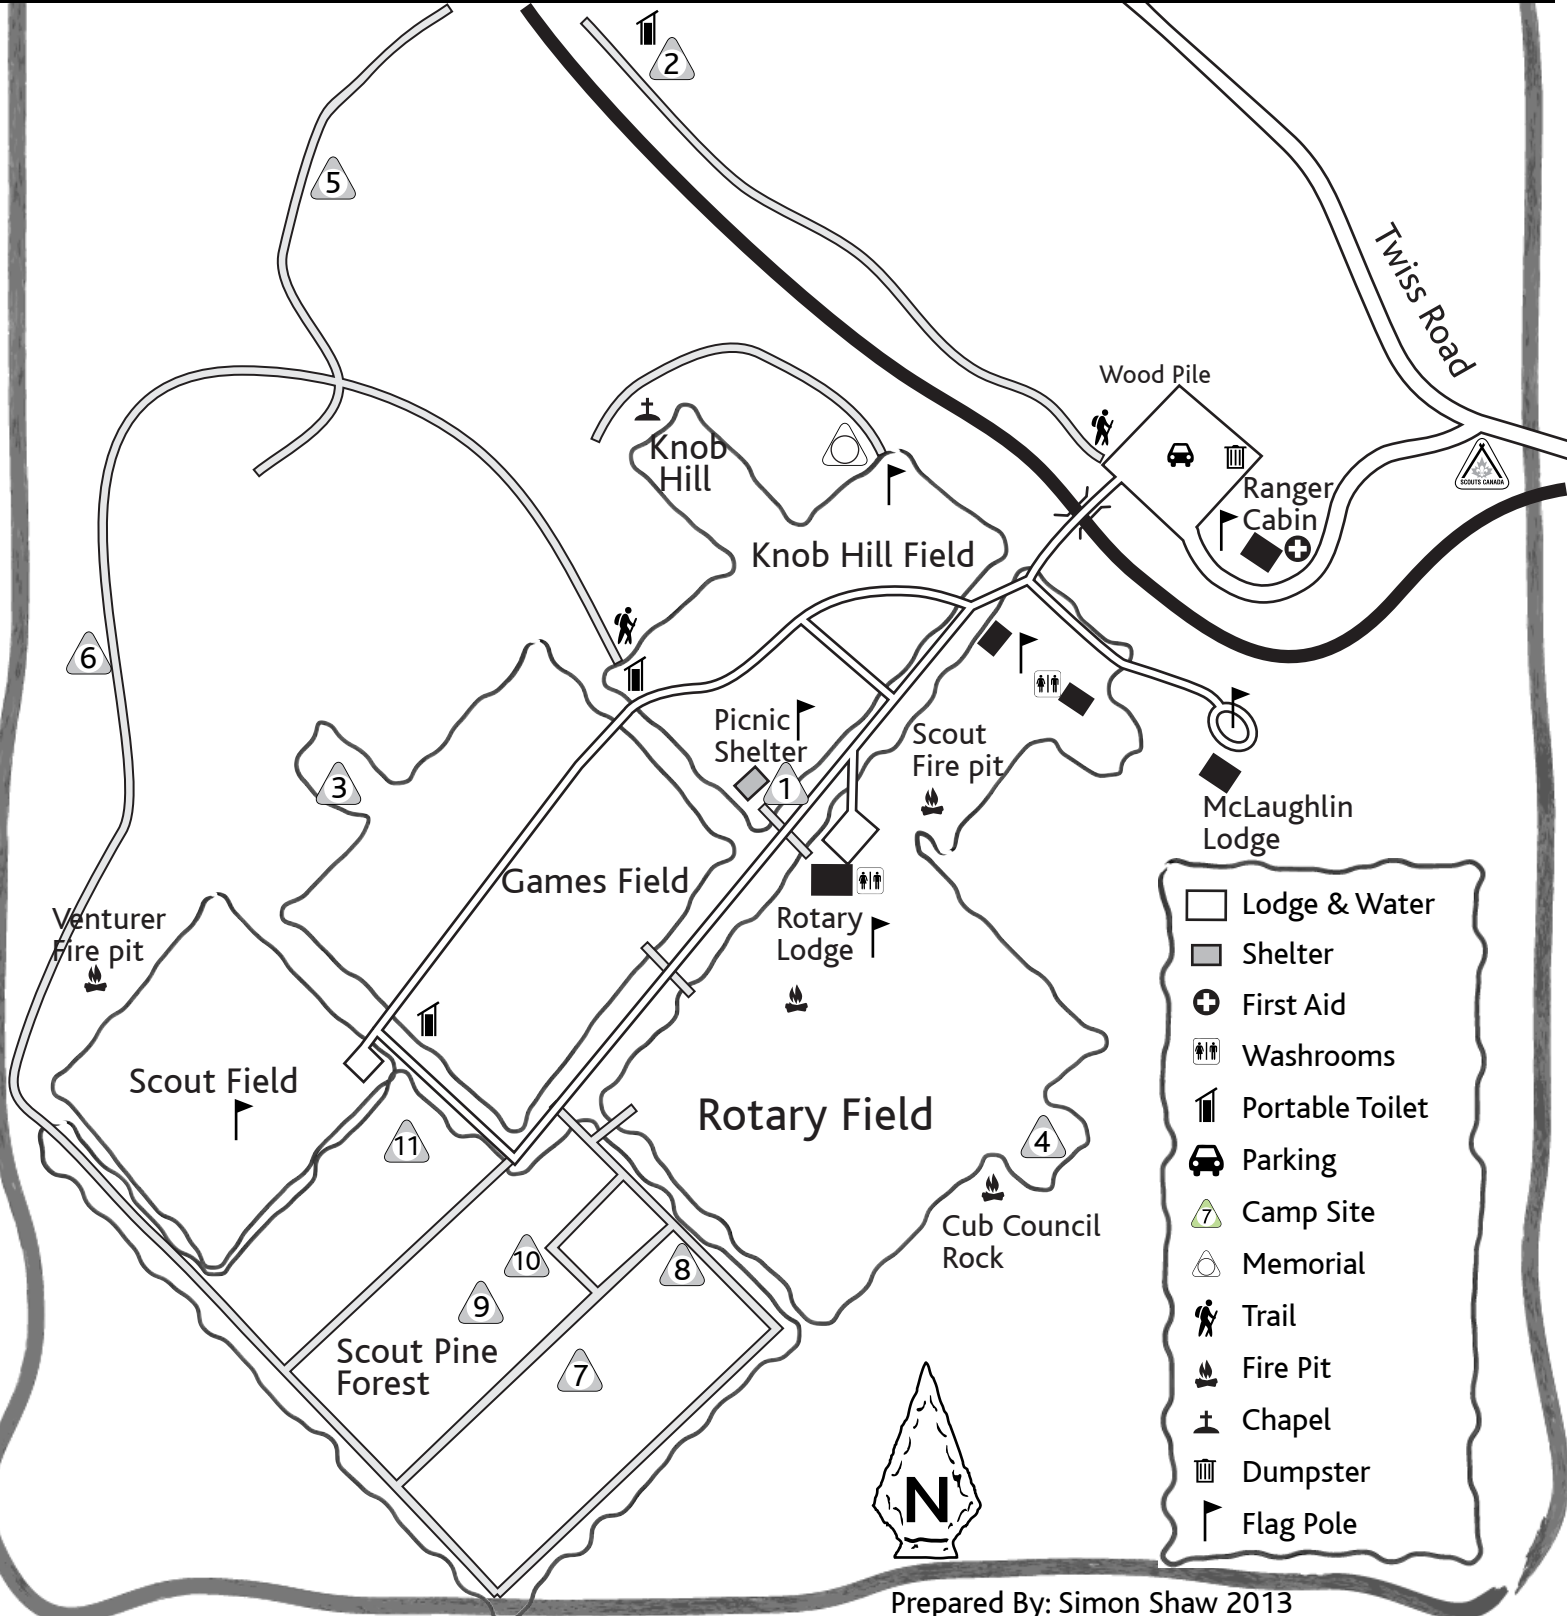 2
5
Twiss Road
Wood Pile
Knob
Hill
SCOUTS CANADA
Ranger
Cabin
Knob Hill Field
6
Picnic
Shelter
Scout
Fire pit
3
1
McLaughlin
Lodge
Games Field
Venturer
Fire pit
Rotary
Lodge
Scout Field
Rotary Field
11
4
Cub Council
Rock
10
8
9
Scout Pine
Forest
7
N
Lodge & Water
Shelter
First Aid
Washrooms
Portable Toilet
Parking
7
Camp Site
Memorial
Trail
Fire Pit
Chapel
Dumpster
Flag Pole
Prepared By: Simon Shaw 2013